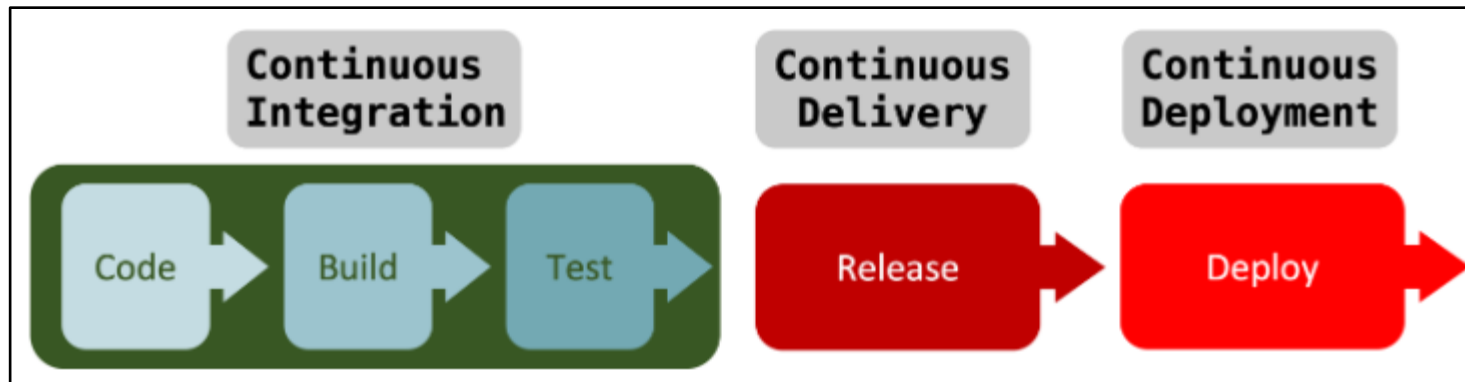 Continuous
Integration
Continuous
Delivery
Continuous
Deployment
Code
Build
Test
Release
Deploy